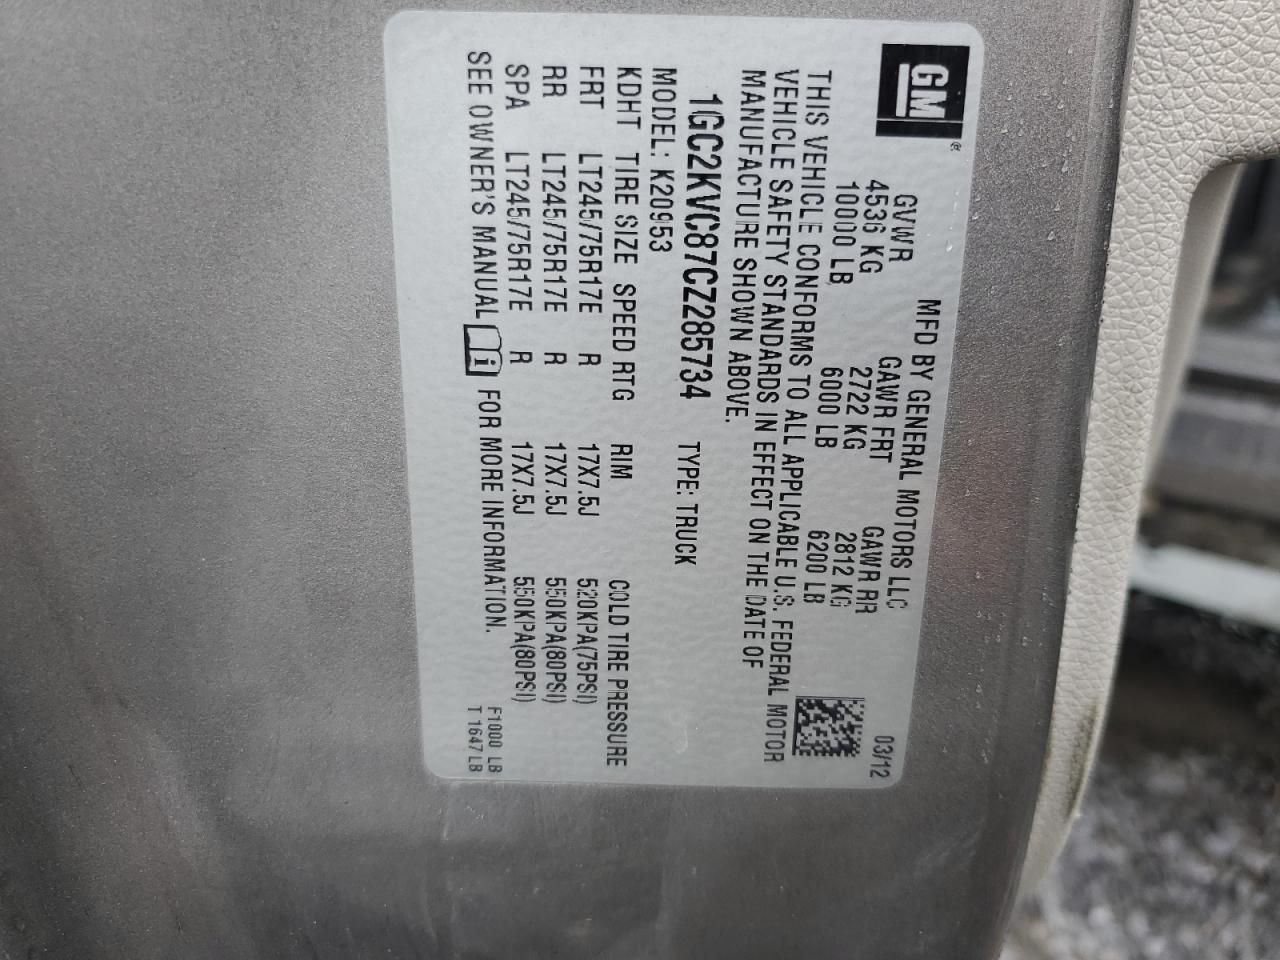 GM®
MFD BY GENERAL MOTORS LLC
03/12
GVWR GAWR FRT GAWR RR
4536 KG 2722 KG 2812 KG
10000 LB 6000 LB 6200 LB
THIS VEHICLE CONFORMS TO ALL APPLICABLE U.S. FEDERAL MOTOR
VEHICLE SAFETY STANDARDS IN EFFECT ON THE DATE OF
MANUFACTURE SHOWN ABOVE.
1GC2KVC87CZ285734 TYPE: TRUCK
MODEL: K20953
KDHT TIRE SIZE SPEED RTG RIM COLD TIRE PRESSURE
FRT LT245/75R17E R 17X7.5J 520KPA(75PSI)
RR LT245/75R17E R 17X7.5J 550KPA(80PSI)
SPA LT245/75R17E R 17X7.5J 550KPA(80PSI)
SEE OWNER'S MANUAL i FOR MORE INFORMATION.
F1000 LB
T 1647 LB